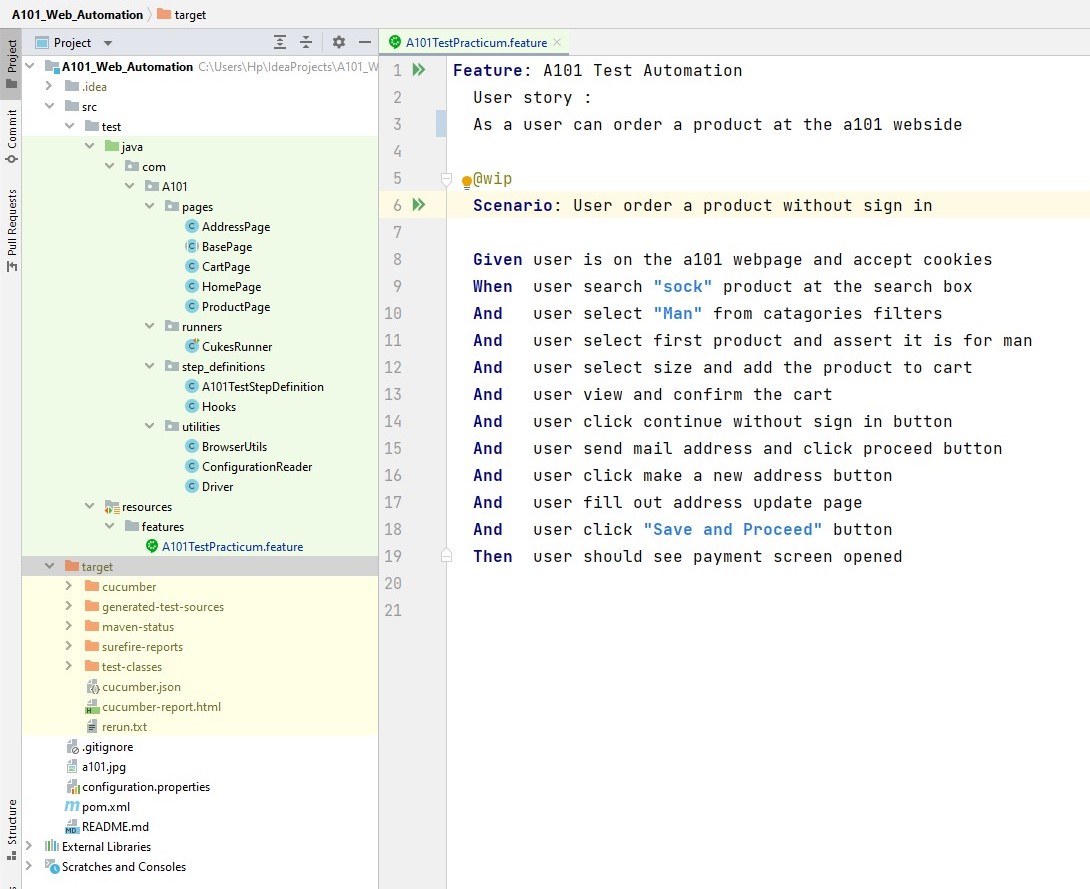 A101_Web_Automation target
Project
A101TestPracticum.feature
Project
Commit
Pull Requests
Structure
A101_Web_Automation C:\Users\Hp\IdeaProjects\A101_W
.idea
src
test
java
com
A101
pages
AddressPage
BasePage
CartPage
HomePage
ProductPage
runners
CukesRunner
step_definitions
A101TestStepDefinition
Hooks
utilities
BrowserUtils
ConfigurationReader
Driver
resources
features
A101TestPracticum.feature
target
cucumber
generated-test-sources
maven-status
surefire-reports
test-classes
cucumber.json
cucumber-report.html
rerun.txt
.gitignore
a101.jpg
configuration.properties
pom.xml
README.md
External Libraries
Scratches and Consoles
1 Feature: A101 Test Automation
2 User story :
3 As a user can order a product at the a101 webside
4
5 @wip
6 Scenario: User order a product without sign in
7
8 Given user is on the a101 webpage and accept cookies
9 When user search "sock" product at the search box
10 And user select "Man" from catagories filters
11 And user select first product and assert it is for man
12 And user select size and add the product to cart
13 And user view and confirm the cart
14 And user click continue without sign in button
15 And user send mail address and click proceed button
16 And user click make a new address button
17 And user fill out address update page
18 And user click "Save and Proceed" button
19 Then user should see payment screen opened
20
21